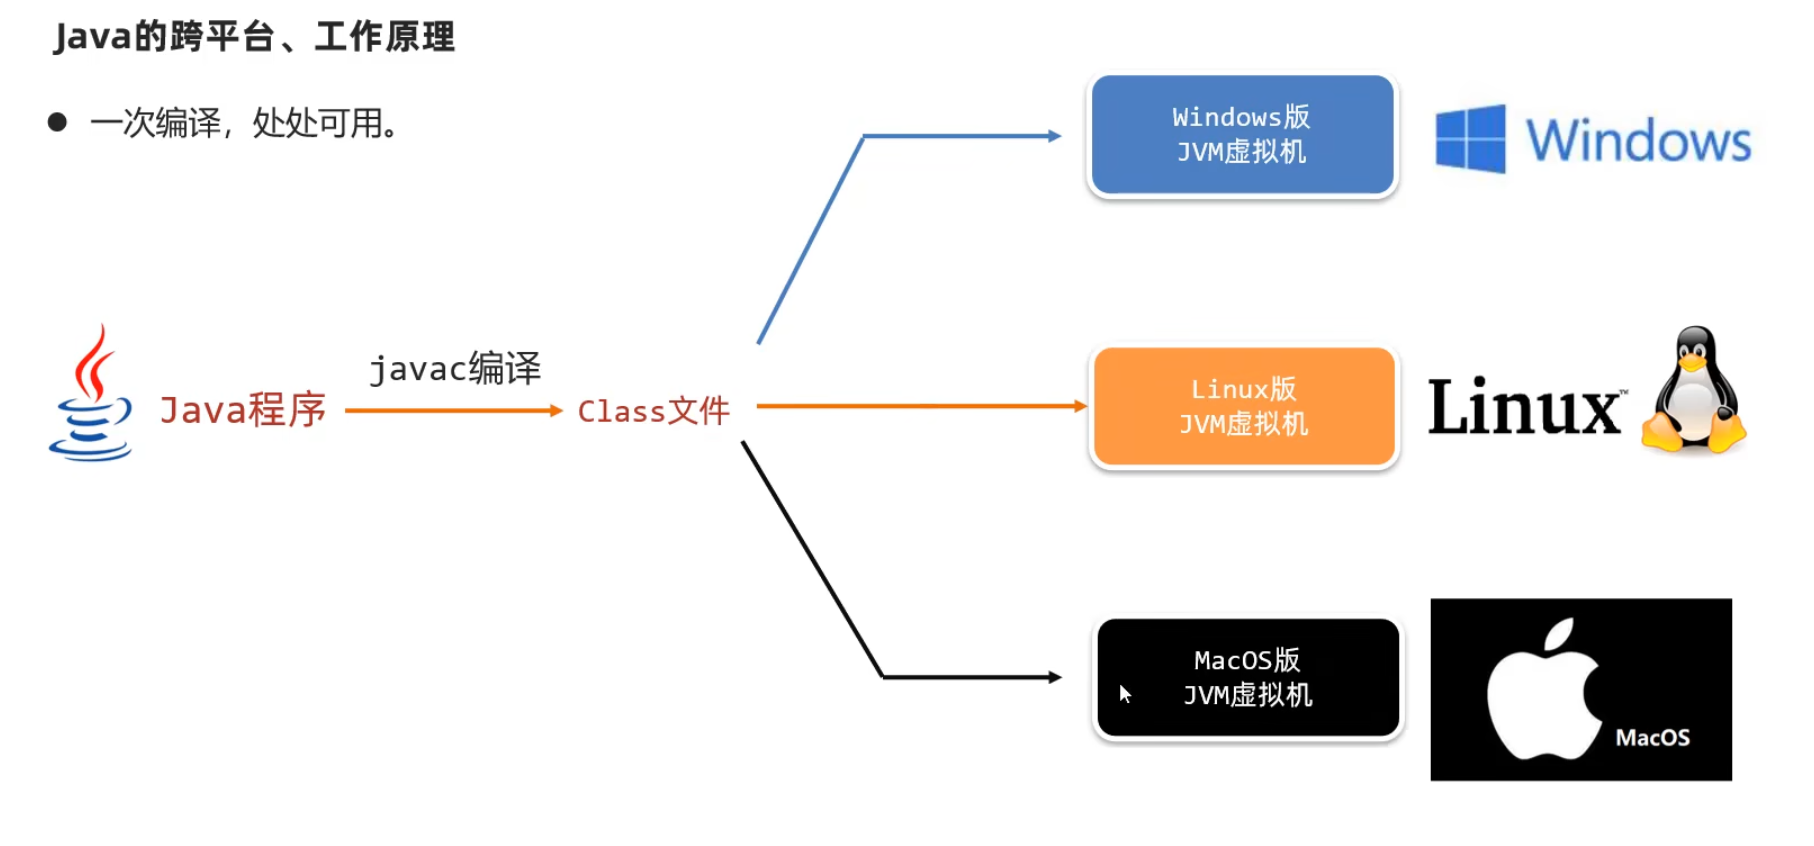 Java的跨平台、工作原理
● 一次编译，处处可用。
Windows版
JVM虚拟机
Windows
javac编译
Java程序
Class文件
Linux版
JVM虚拟机
Linux™
MacOS版
JVM虚拟机
MacOS